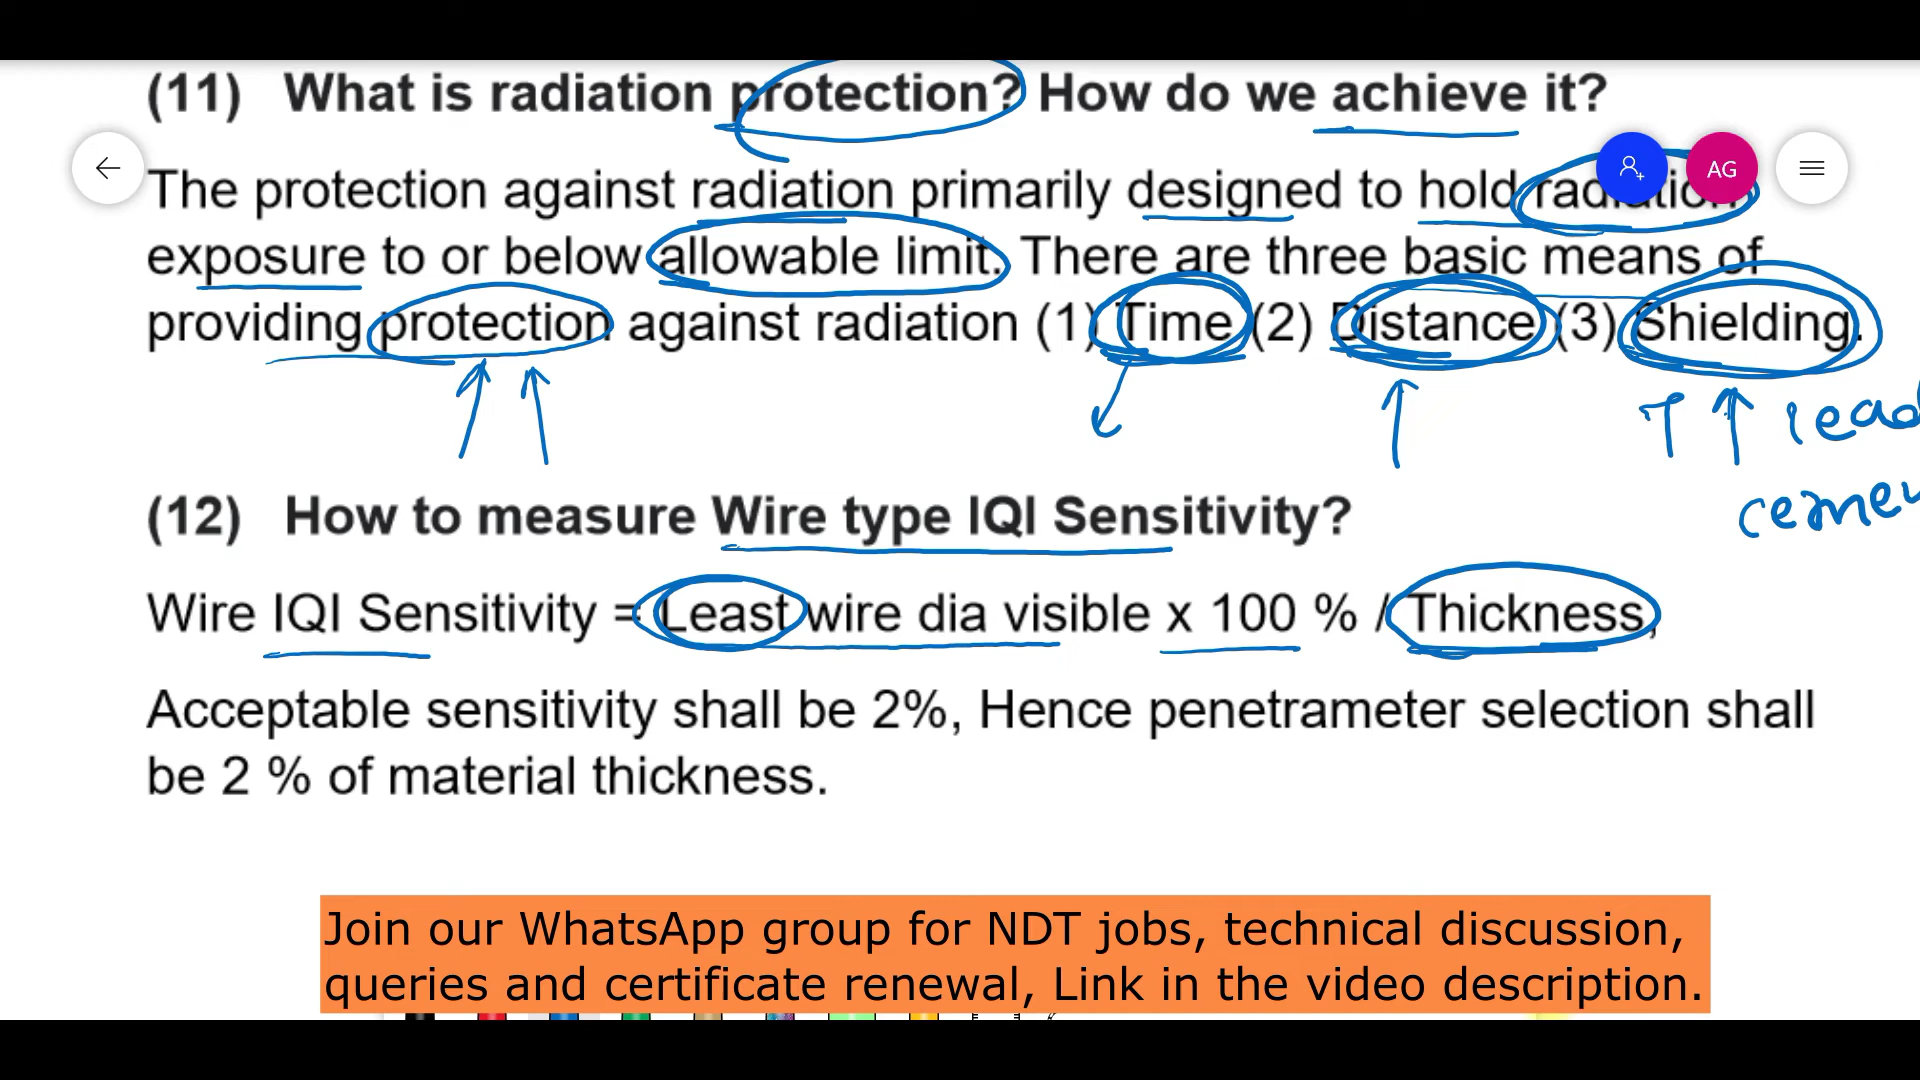 (11) What is radiation protection? How do we achieve it?
AG
The protection against radiation primarily designed to hold radiation
exposure to or below allowable limit. There are three basic means of
providing protection against radiation (1) Time (2) Distance (3) Shielding.
lead
(12) How to measure Wire type IQI Sensitivity?
Wire IQI Sensitivity = Least wire dia visible x 100 % / Thickness,
Acceptable sensitivity shall be 2%, Hence penetrameter selection shall
be 2 % of material thickness.
Join our WhatsApp group for NDT jobs, technical discussion,
queries and certificate renewal, Link in the video description.